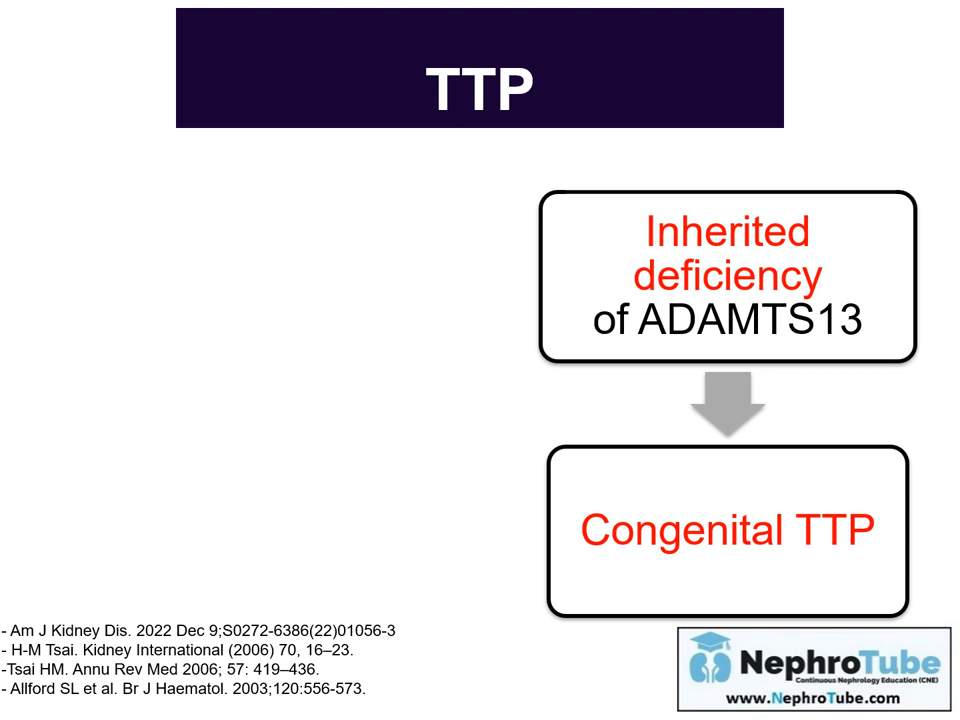 TTP
Inherited
deficiency
of ADAMTS13
Congenital TTP
- Am J Kidney Dis. 2022 Dec 9;S0272-6386(22)01056-3
- H-M Tsai. Kidney International (2006) 70, 16–23.
-Tsai HM. Annu Rev Med 2006; 57: 419–436.
- Allford SL et al. Br J Haematol. 2003;120:556-573.
NephroTube
Continuous Nephrology Education (CNE)
www.NephroTube.com